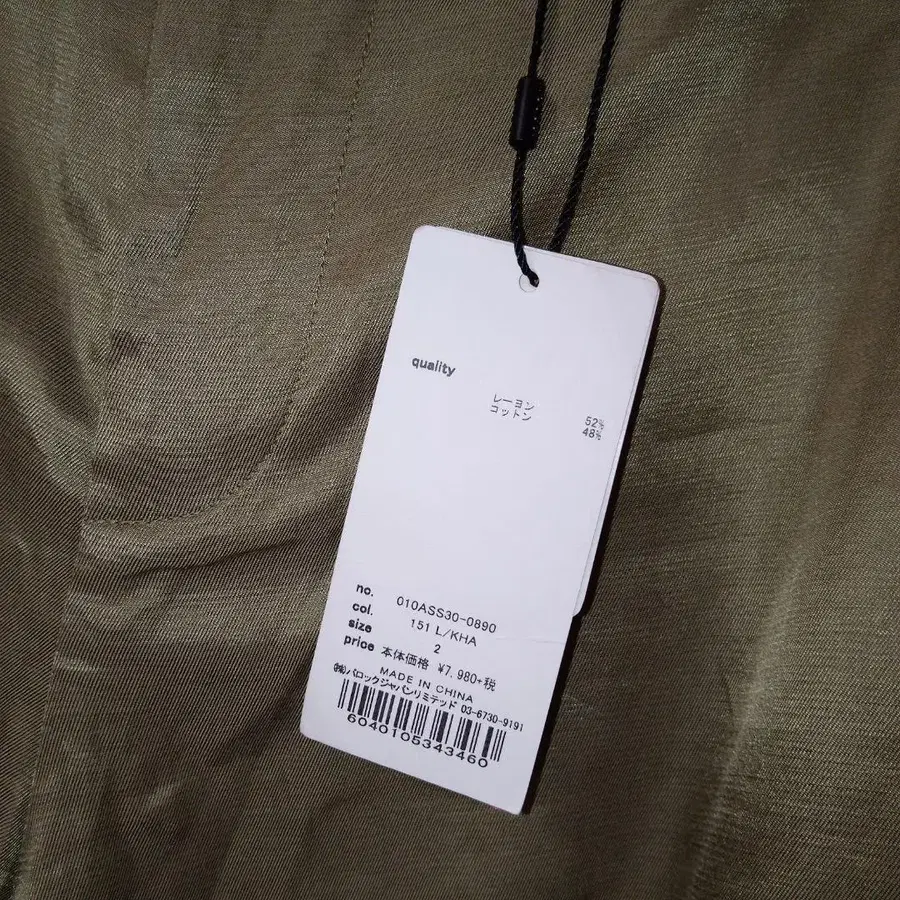 quality
レーヨン 52%
コットン 48%
no. 010ASS30-0890
col. 151 L/KHA
size 2
price 本体価格 ¥7,980+税
MADE IN CHINA
㈱バロックジャパンリミテッド 03-6730-9191
6040105343460